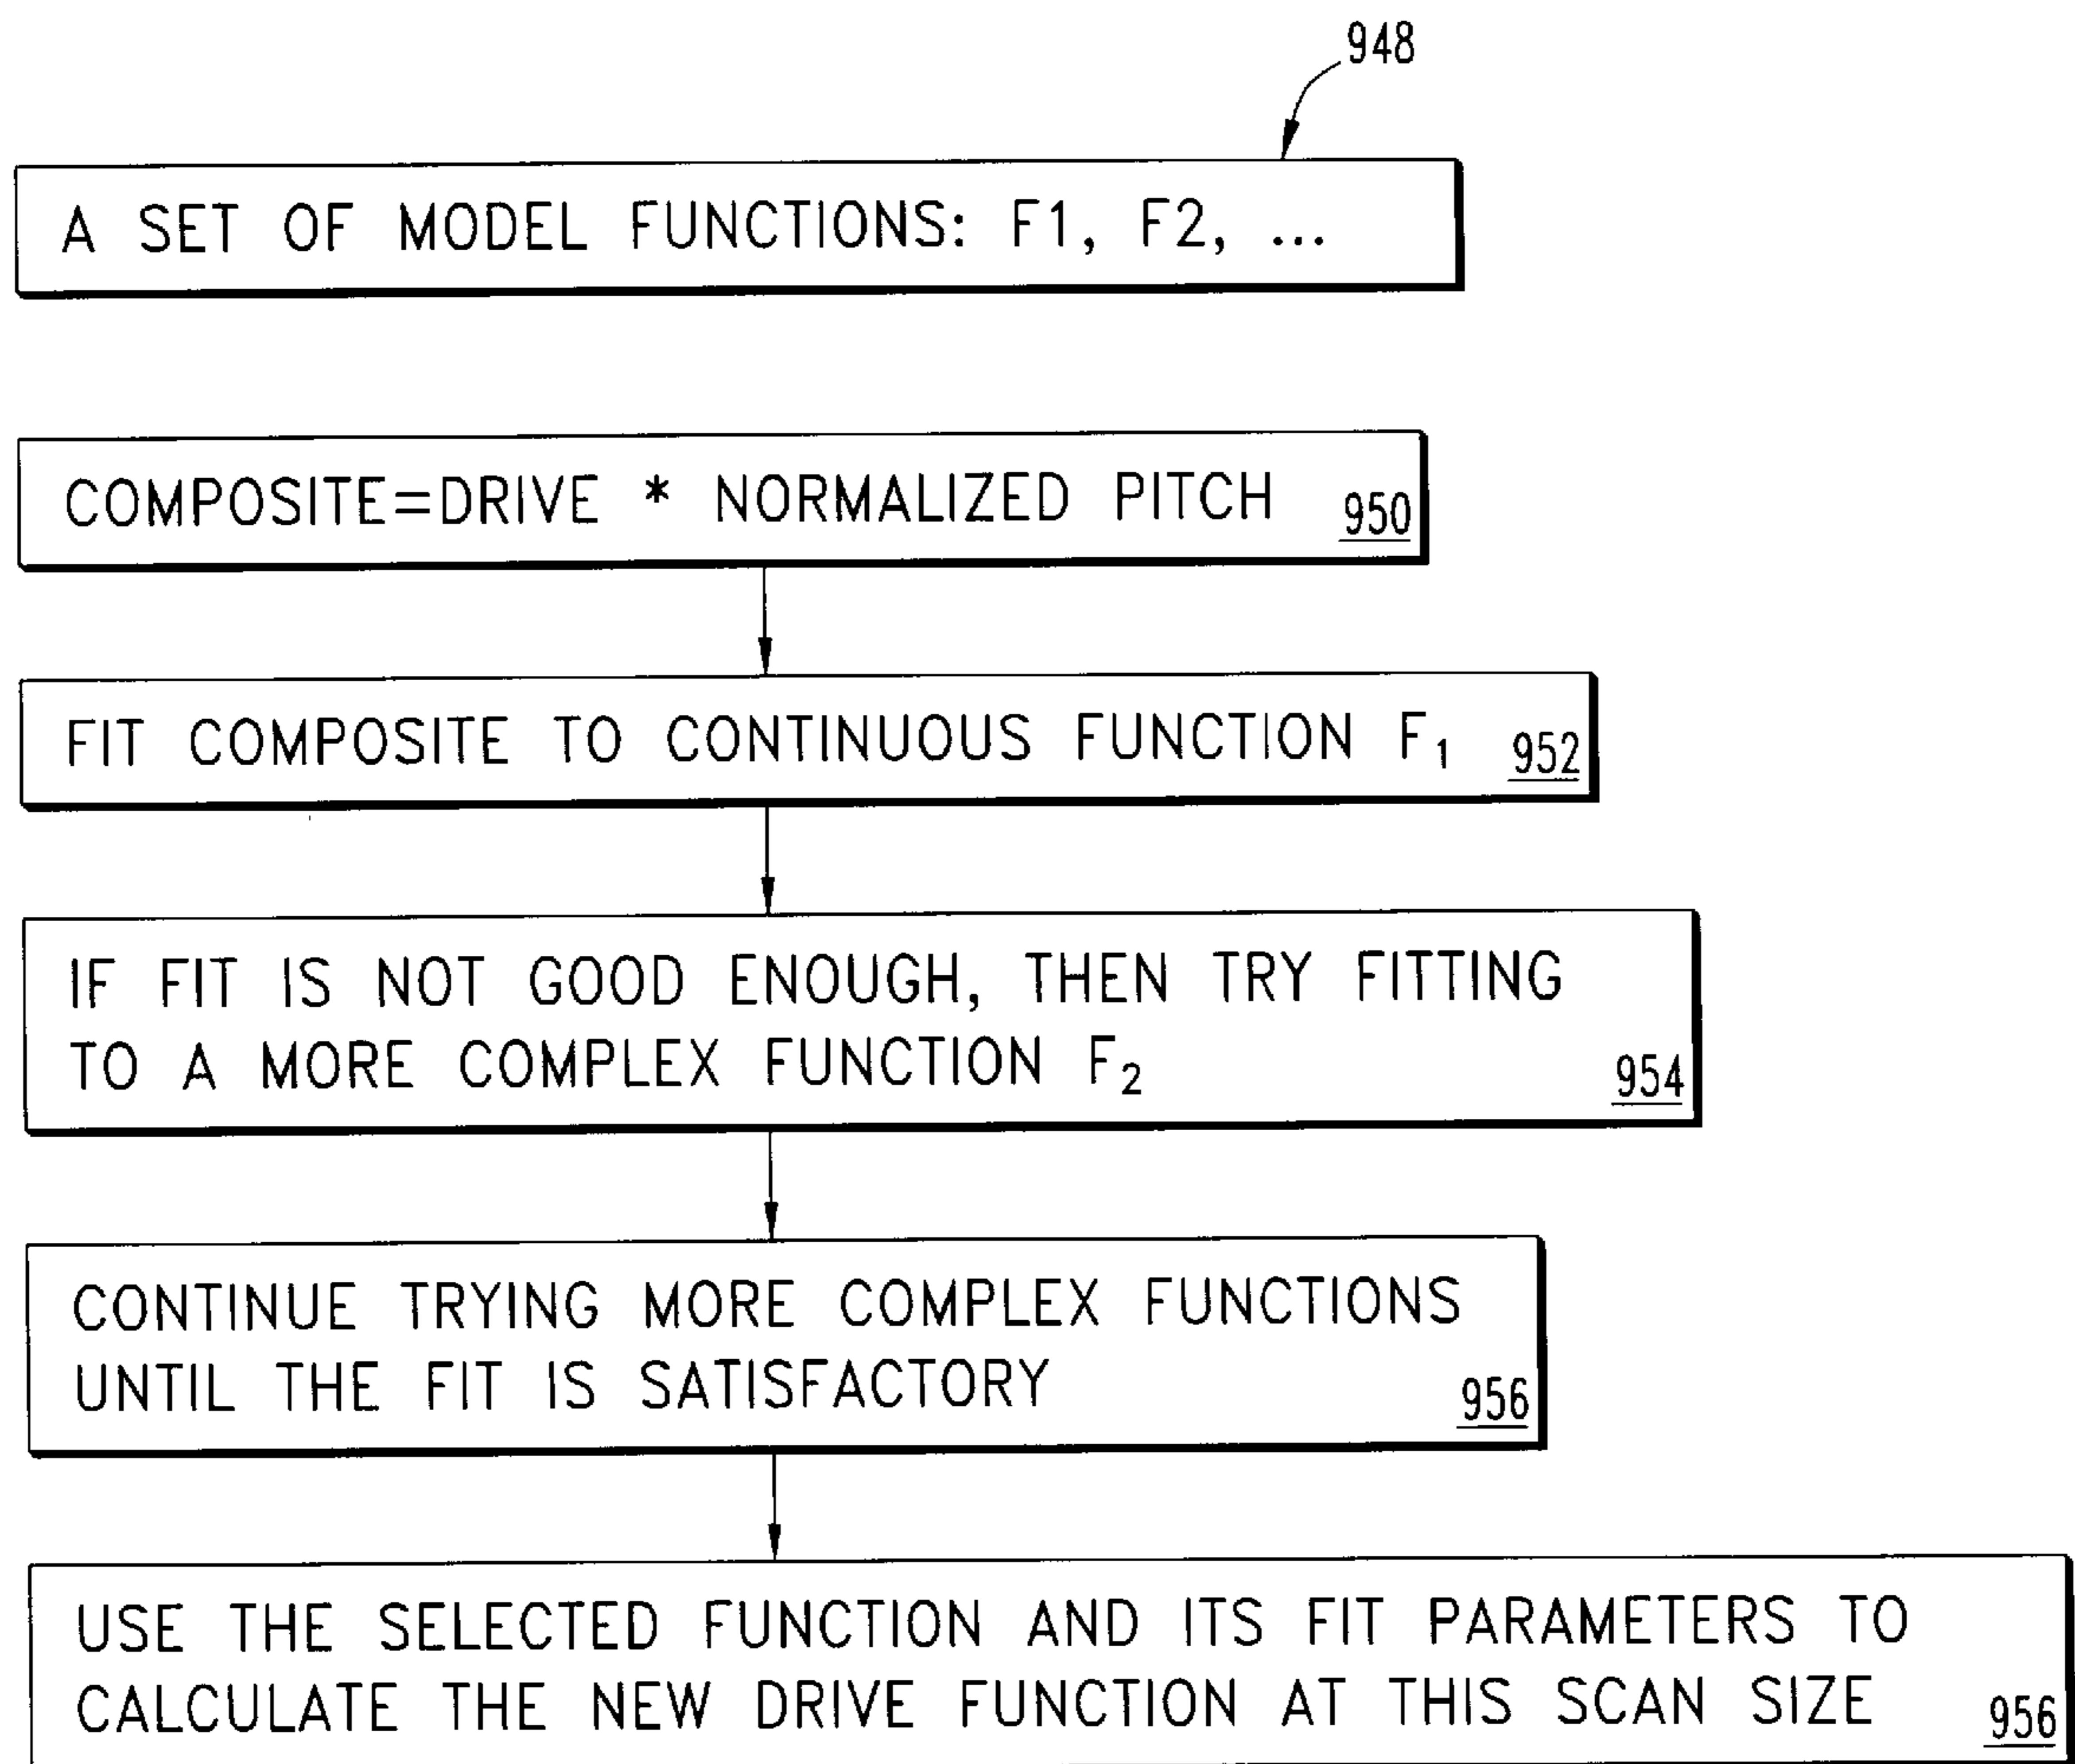 948
A SET OF MODEL FUNCTIONS: F1, F2, ...
COMPOSITE=DRIVE * NORMALIZED PITCH 950
FIT COMPOSITE TO CONTINUOUS FUNCTION F₁ 952
IF FIT IS NOT GOOD ENOUGH, THEN TRY FITTING
TO A MORE COMPLEX FUNCTION F₂ 954
CONTINUE TRYING MORE COMPLEX FUNCTIONS
UNTIL THE FIT IS SATISFACTORY 956
USE THE SELECTED FUNCTION AND ITS FIT PARAMETERS TO
CALCULATE THE NEW DRIVE FUNCTION AT THIS SCAN SIZE 956